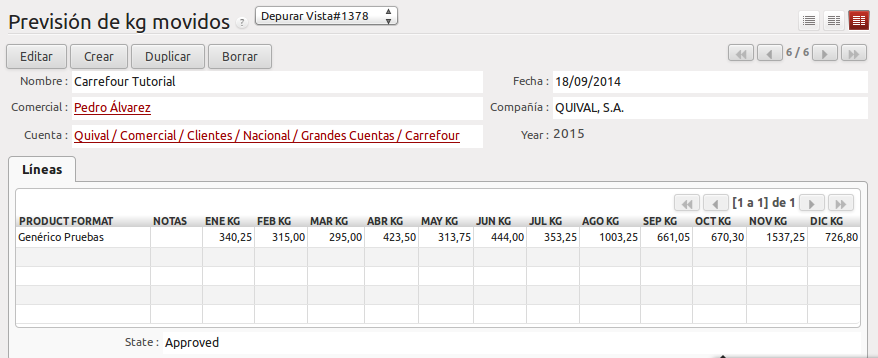 Previsión de kg movidos ? Depurar Vista#1378
Editar Crear Duplicar Borrar 6 / 6
Nombre : Carrefour Tutorial Fecha : 18/09/2014
Comercial : Pedro Álvarez Compañía : QUIVAL, S.A.
Cuenta : Quival / Comercial / Clientes / Nacional / Grandes Cuentas / Carrefour Year : 2015
Líneas
[1 a 1] de 1
PRODUCT FORMAT NOTAS ENE KG FEB KG MAR KG ABR KG MAY KG JUN KG JUL KG AGO KG SEP KG OCT KG NOV KG DIC KG
Genérico Pruebas 340,25 315,00 295,00 423,50 313,75 444,00 353,25 1003,25 661,05 670,30 1537,25 726,80
State : Approved